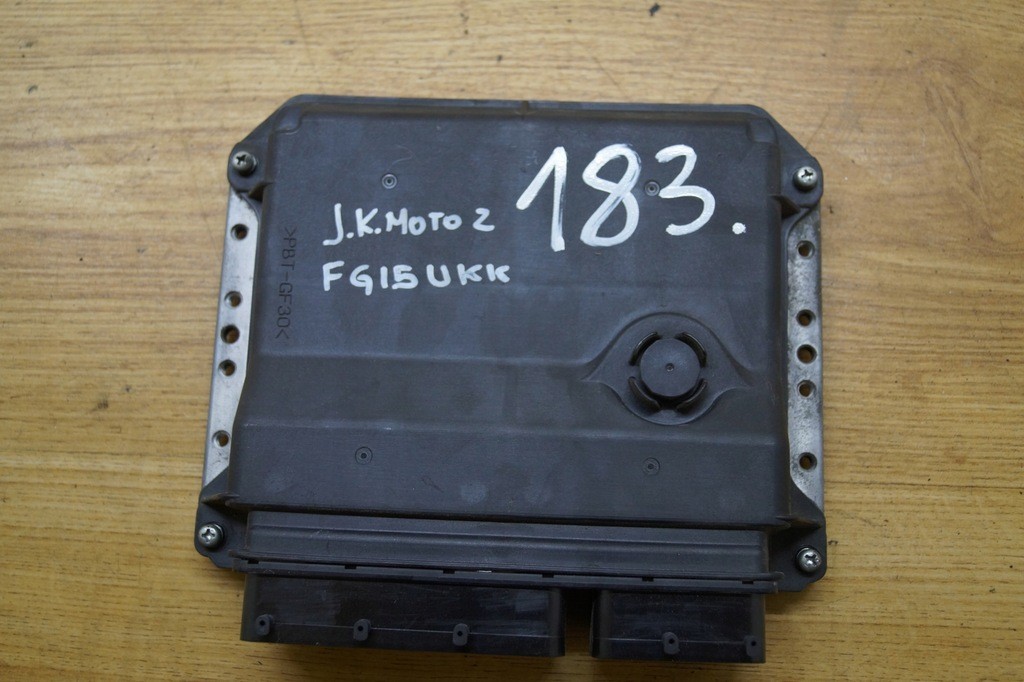 183.
J.K.MOTO 2
FG15UKK
>PBT-GF30<